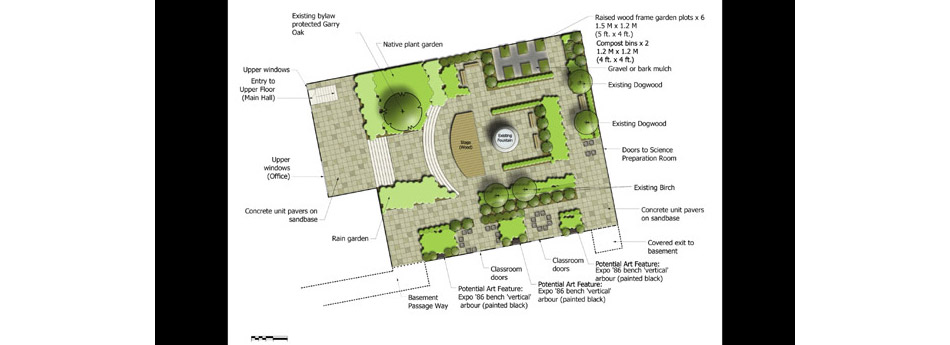 Existing bylaw
protected Garry
Oak
Native plant garden
Raised wood frame garden plots x 6
1.5 M x 1.2 M
(5 ft. x 4 ft.)
Compost bins x 2
1.2 M x 1.2 M
(4 ft. x 4 ft.)
Gravel or bark mulch
Existing Dogwood
Existing Dogwood
Doors to Science
Preparation Room
Existing Birch
Concrete unit pavers
on sandbase
Covered exit to
basement
Upper windows
Entry to
Upper Floor
(Main Hall)
Upper
windows
(Office)
Concrete unit pavers on
sandbase
Rain garden
Stage
(Wood)
Existing
Fountain
Basement
Passage Way
Classroom
doors
Potential Art Feature:
Expo '86 bench 'vertical'
arbour (painted black)
Classroom
doors
Potential Art Feature:
Expo '86 bench 'vertical'
arbour (painted black)
Potential Art Feature:
Expo '86 bench 'vertical'
arbour (painted black)